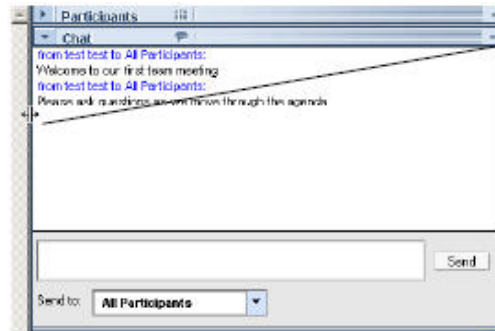 Participants
Chat
from test test to All Participants:
Welcome to our first team meeting
from test test to All Participants:
Please ask questions as we move through the agenda
Send
Send to: All Participants